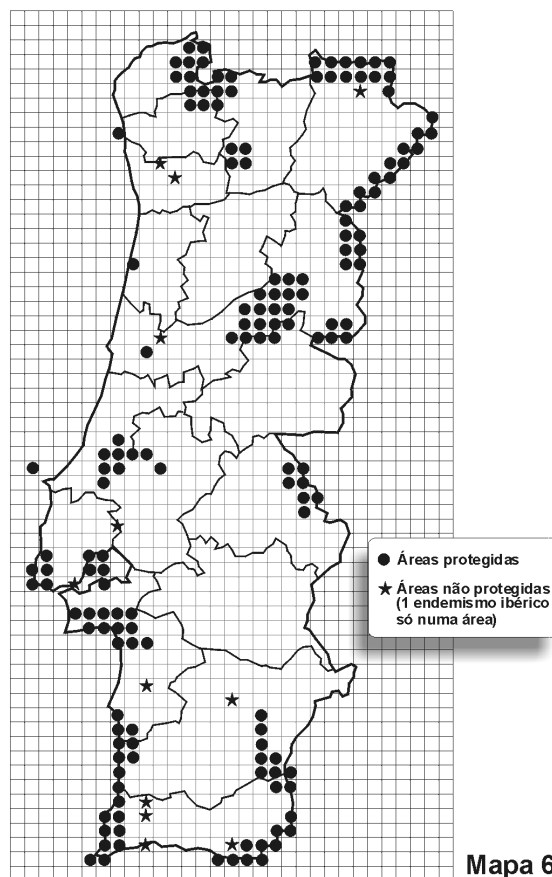 Áreas protegidas
Áreas não protegidas
(1 endemismo ibérico
só numa área)
Mapa 6